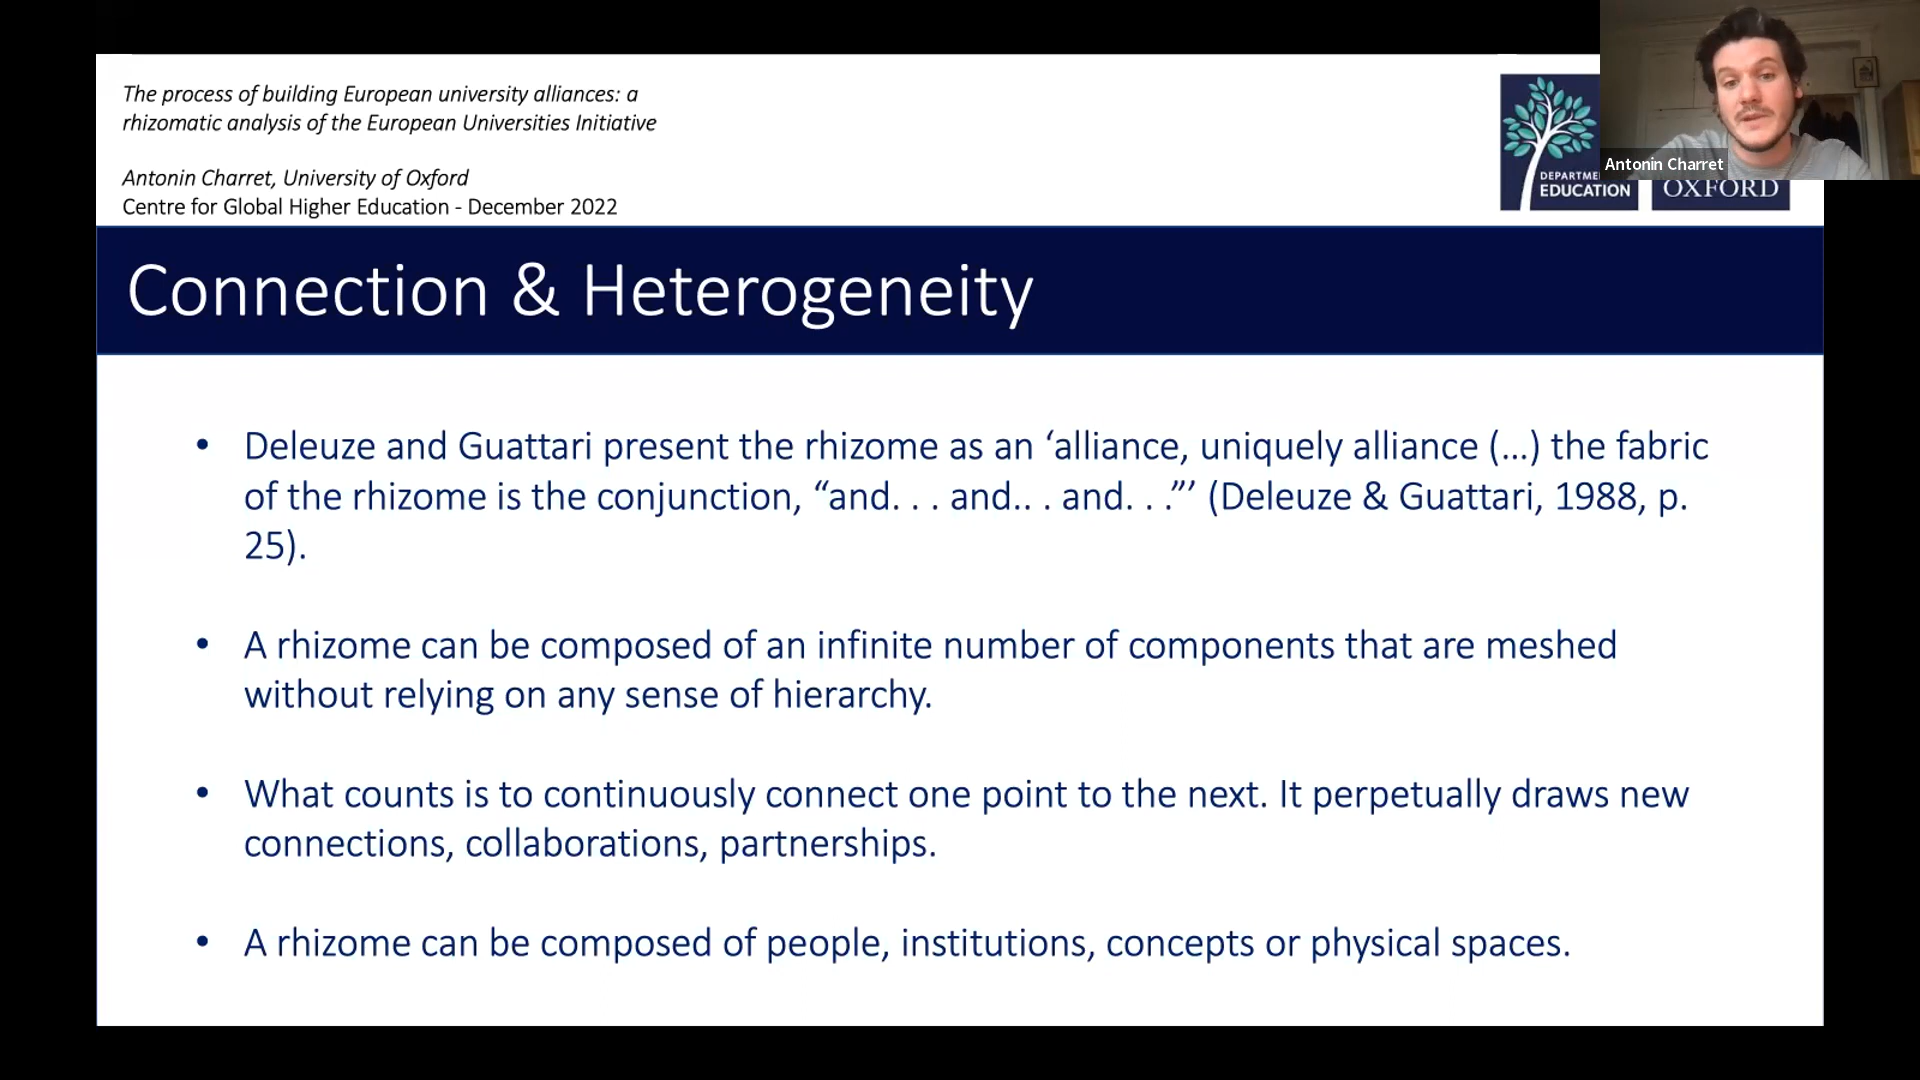 The process of building European university alliances: a
rhizomatic analysis of the European Universities Initiative
Antonin Charret, University of Oxford
Centre for Global Higher Education - December 2022
EDUCATION
OXFORD
Antonin Charret
Connection & Heterogeneity
• Deleuze and Guattari present the rhizome as an ‘alliance, uniquely alliance (…) the fabric
of the rhizome is the conjunction, “and. . . and.. . and. . .”’ (Deleuze & Guattari, 1988, p.
25).
• A rhizome can be composed of an infinite number of components that are meshed
without relying on any sense of hierarchy.
• What counts is to continuously connect one point to the next. It perpetually draws new
connections, collaborations, partnerships.
• A rhizome can be composed of people, institutions, concepts or physical spaces.